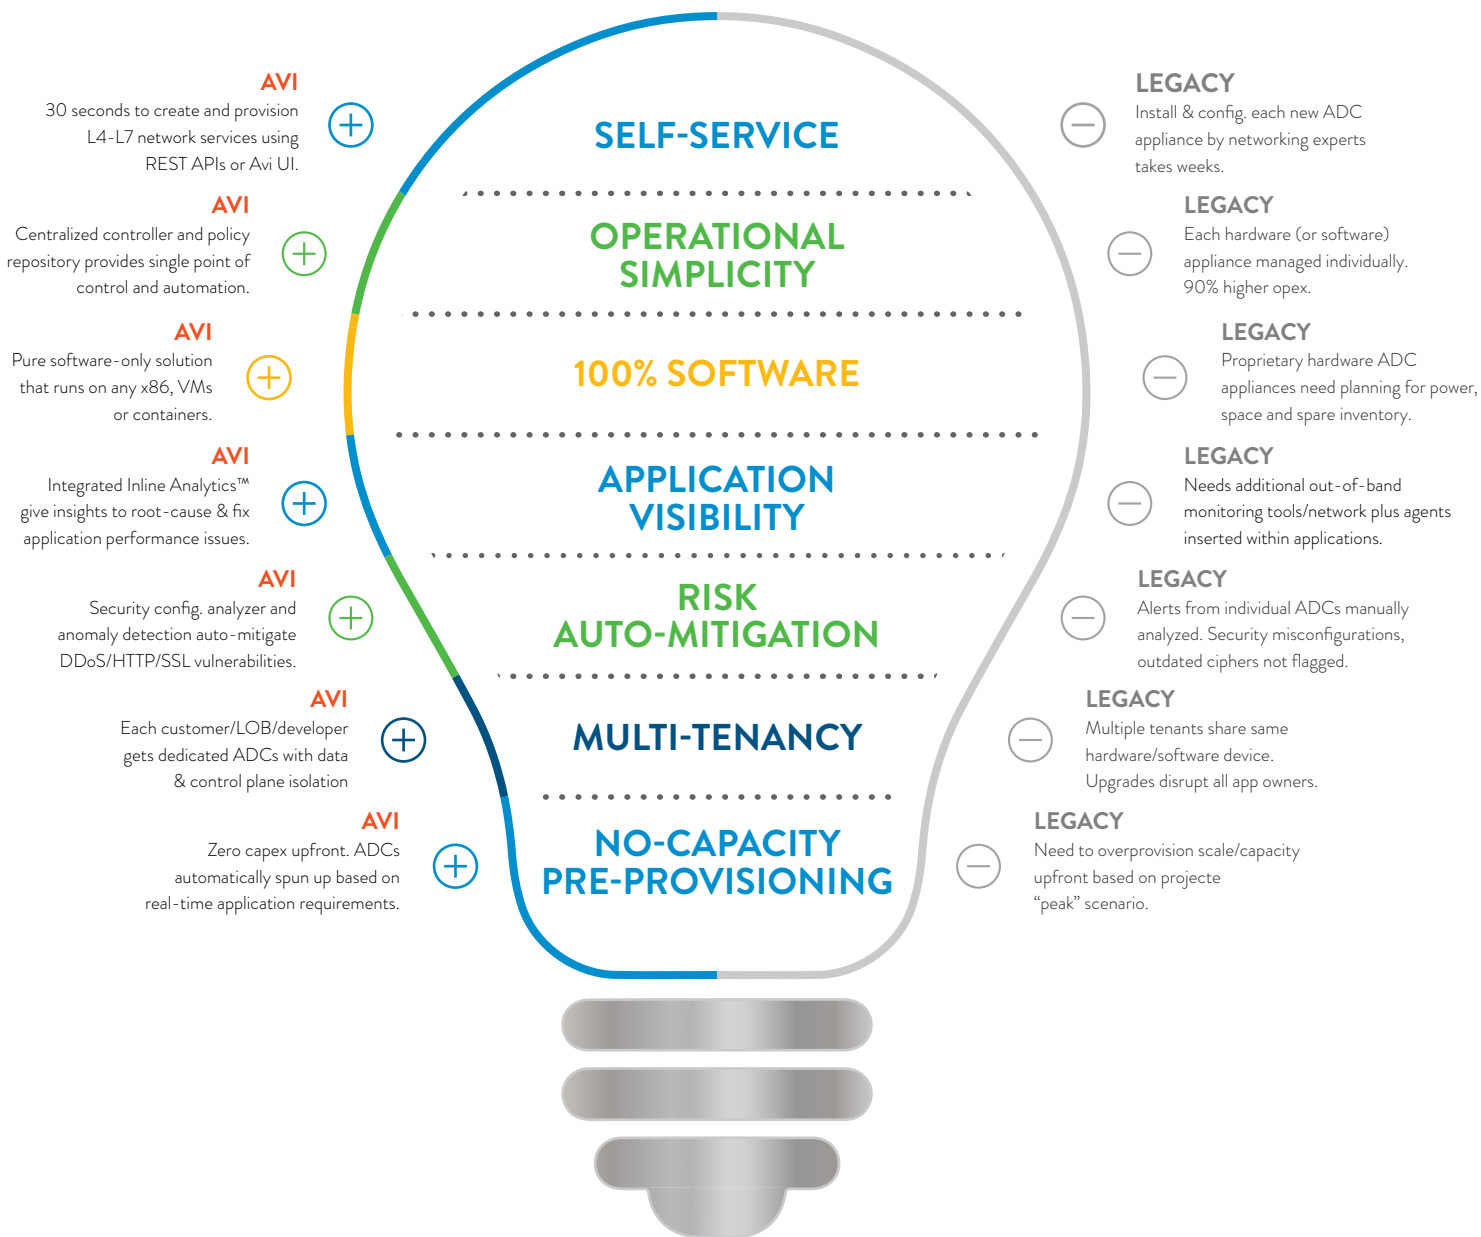 AVI
30 seconds to create and provision
L4-L7 network services using
REST APIs or Avi UI.
SELF-SERVICE
LEGACY
Install & config. each new ADC
appliance by networking experts
takes weeks.
AVI
Centralized controller and policy
repository provides single point of
control and automation.
OPERATIONAL
SIMPLICITY
LEGACY
Each hardware (or software)
appliance managed individually.
90% higher opex.
AVI
Pure software-only solution
that runs on any x86, VMs
or containers.
100% SOFTWARE
LEGACY
Proprietary hardware ADC
appliances need planning for power,
space and spare inventory.
AVI
Integrated Inline Analytics™
give insights to root-cause & fix
application performance issues.
APPLICATION
VISIBILITY
LEGACY
Needs additional out-of-band
monitoring tools/network plus agents
inserted within applications.
AVI
Security config. analyzer and
anomaly detection auto-mitigate
DDoS/HTTP/SSL vulnerabilities.
RISK
AUTO-MITIGATION
LEGACY
Alerts from individual ADCs manually
analyzed. Security misconfigurations,
outdated ciphers not flagged.
AVI
Each customer/LOB/developer
gets dedicated ADCs with data
& control plane isolation
MULTI-TENANCY
LEGACY
Multiple tenants share same
hardware/software device.
Upgrades disrupt all app owners.
AVI
Zero capex upfront. ADCs
automatically spun up based on
real-time application requirements.
NO-CAPACITY
PRE-PROVISIONING
LEGACY
Need to overprovision scale/capacity
upfront based on projecte
“peak” scenario.